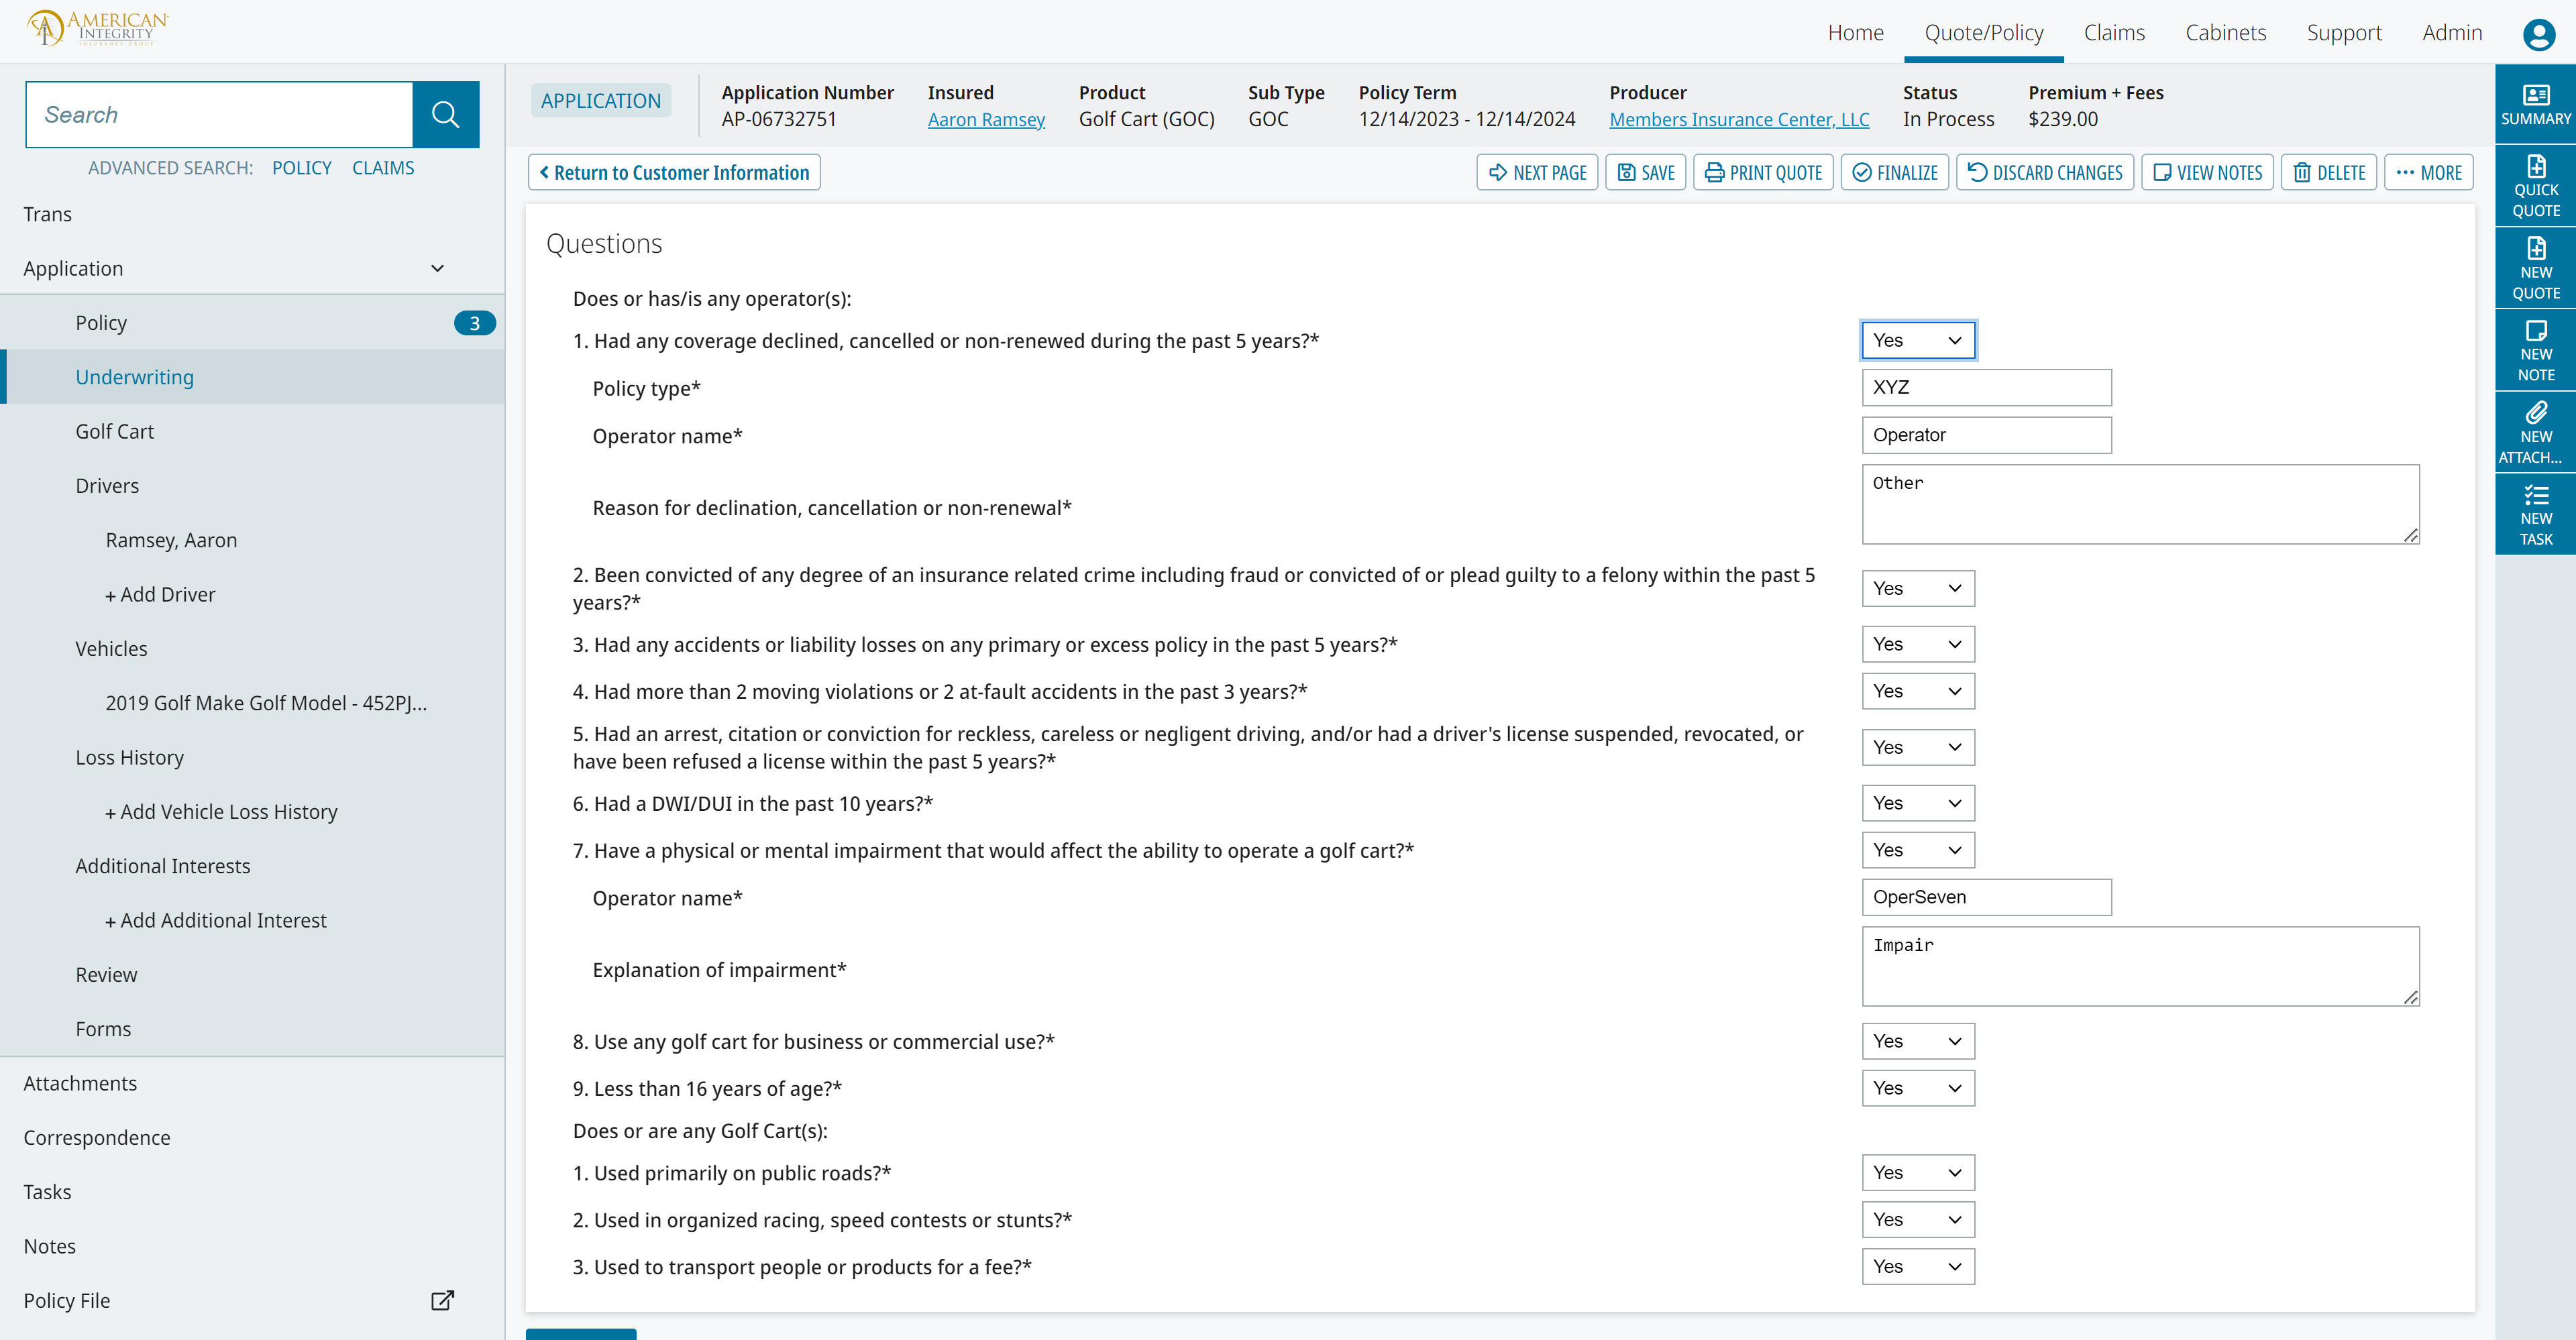 AMERICAN
INTEGRITY
INSURANCE GROUP
Home Quote/Policy Claims Cabinets Support Admin
Search
ADVANCED SEARCH: POLICY CLAIMS
Trans
Application
Policy 3
Underwriting
Golf Cart
Drivers
Ramsey, Aaron
+ Add Driver
Vehicles
2019 Golf Make Golf Model - 452PJ...
Loss History
+ Add Vehicle Loss History
Additional Interests
+ Add Additional Interest
Review
Forms
Attachments
Correspondence
Tasks
Notes
Policy File
APPLICATION
Application Number Insured Product Sub Type Policy Term Producer Status Premium + Fees
AP-06732751 Aaron Ramsey Golf Cart (GOC) GOC 12/14/2023 - 12/14/2024 Members Insurance Center, LLC In Process $239.00
Return to Customer Information NEXT PAGE SAVE PRINT QUOTE FINALIZE DISCARD CHANGES VIEW NOTES DELETE ... MORE
Questions
Does or has/is any operator(s):
1. Had any coverage declined, cancelled or non-renewed during the past 5 years?* Yes
Policy type* XYZ
Operator name* Operator
Reason for declination, cancellation or non-renewal* Other
2. Been convicted of any degree of an insurance related crime including fraud or convicted of or plead guilty to a felony within the past 5
years?* Yes
3. Had any accidents or liability losses on any primary or excess policy in the past 5 years?* Yes
4. Had more than 2 moving violations or 2 at-fault accidents in the past 3 years?* Yes
5. Had an arrest, citation or conviction for reckless, careless or negligent driving, and/or had a driver's license suspended, revocated, or
have been refused a license within the past 5 years?* Yes
6. Had a DWI/DUI in the past 10 years?* Yes
7. Have a physical or mental impairment that would affect the ability to operate a golf cart?* Yes
Operator name* OperSeven
Explanation of impairment* Impair
8. Use any golf cart for business or commercial use?* Yes
9. Less than 16 years of age?* Yes
Does or are any Golf Cart(s):
1. Used primarily on public roads?* Yes
2. Used in organized racing, speed contests or stunts?* Yes
3. Used to transport people or products for a fee?* Yes
SUMMARY
QUICK
QUOTE
NEW
QUOTE
NEW
NOTE
NEW
ATTACH...
NEW
TASK